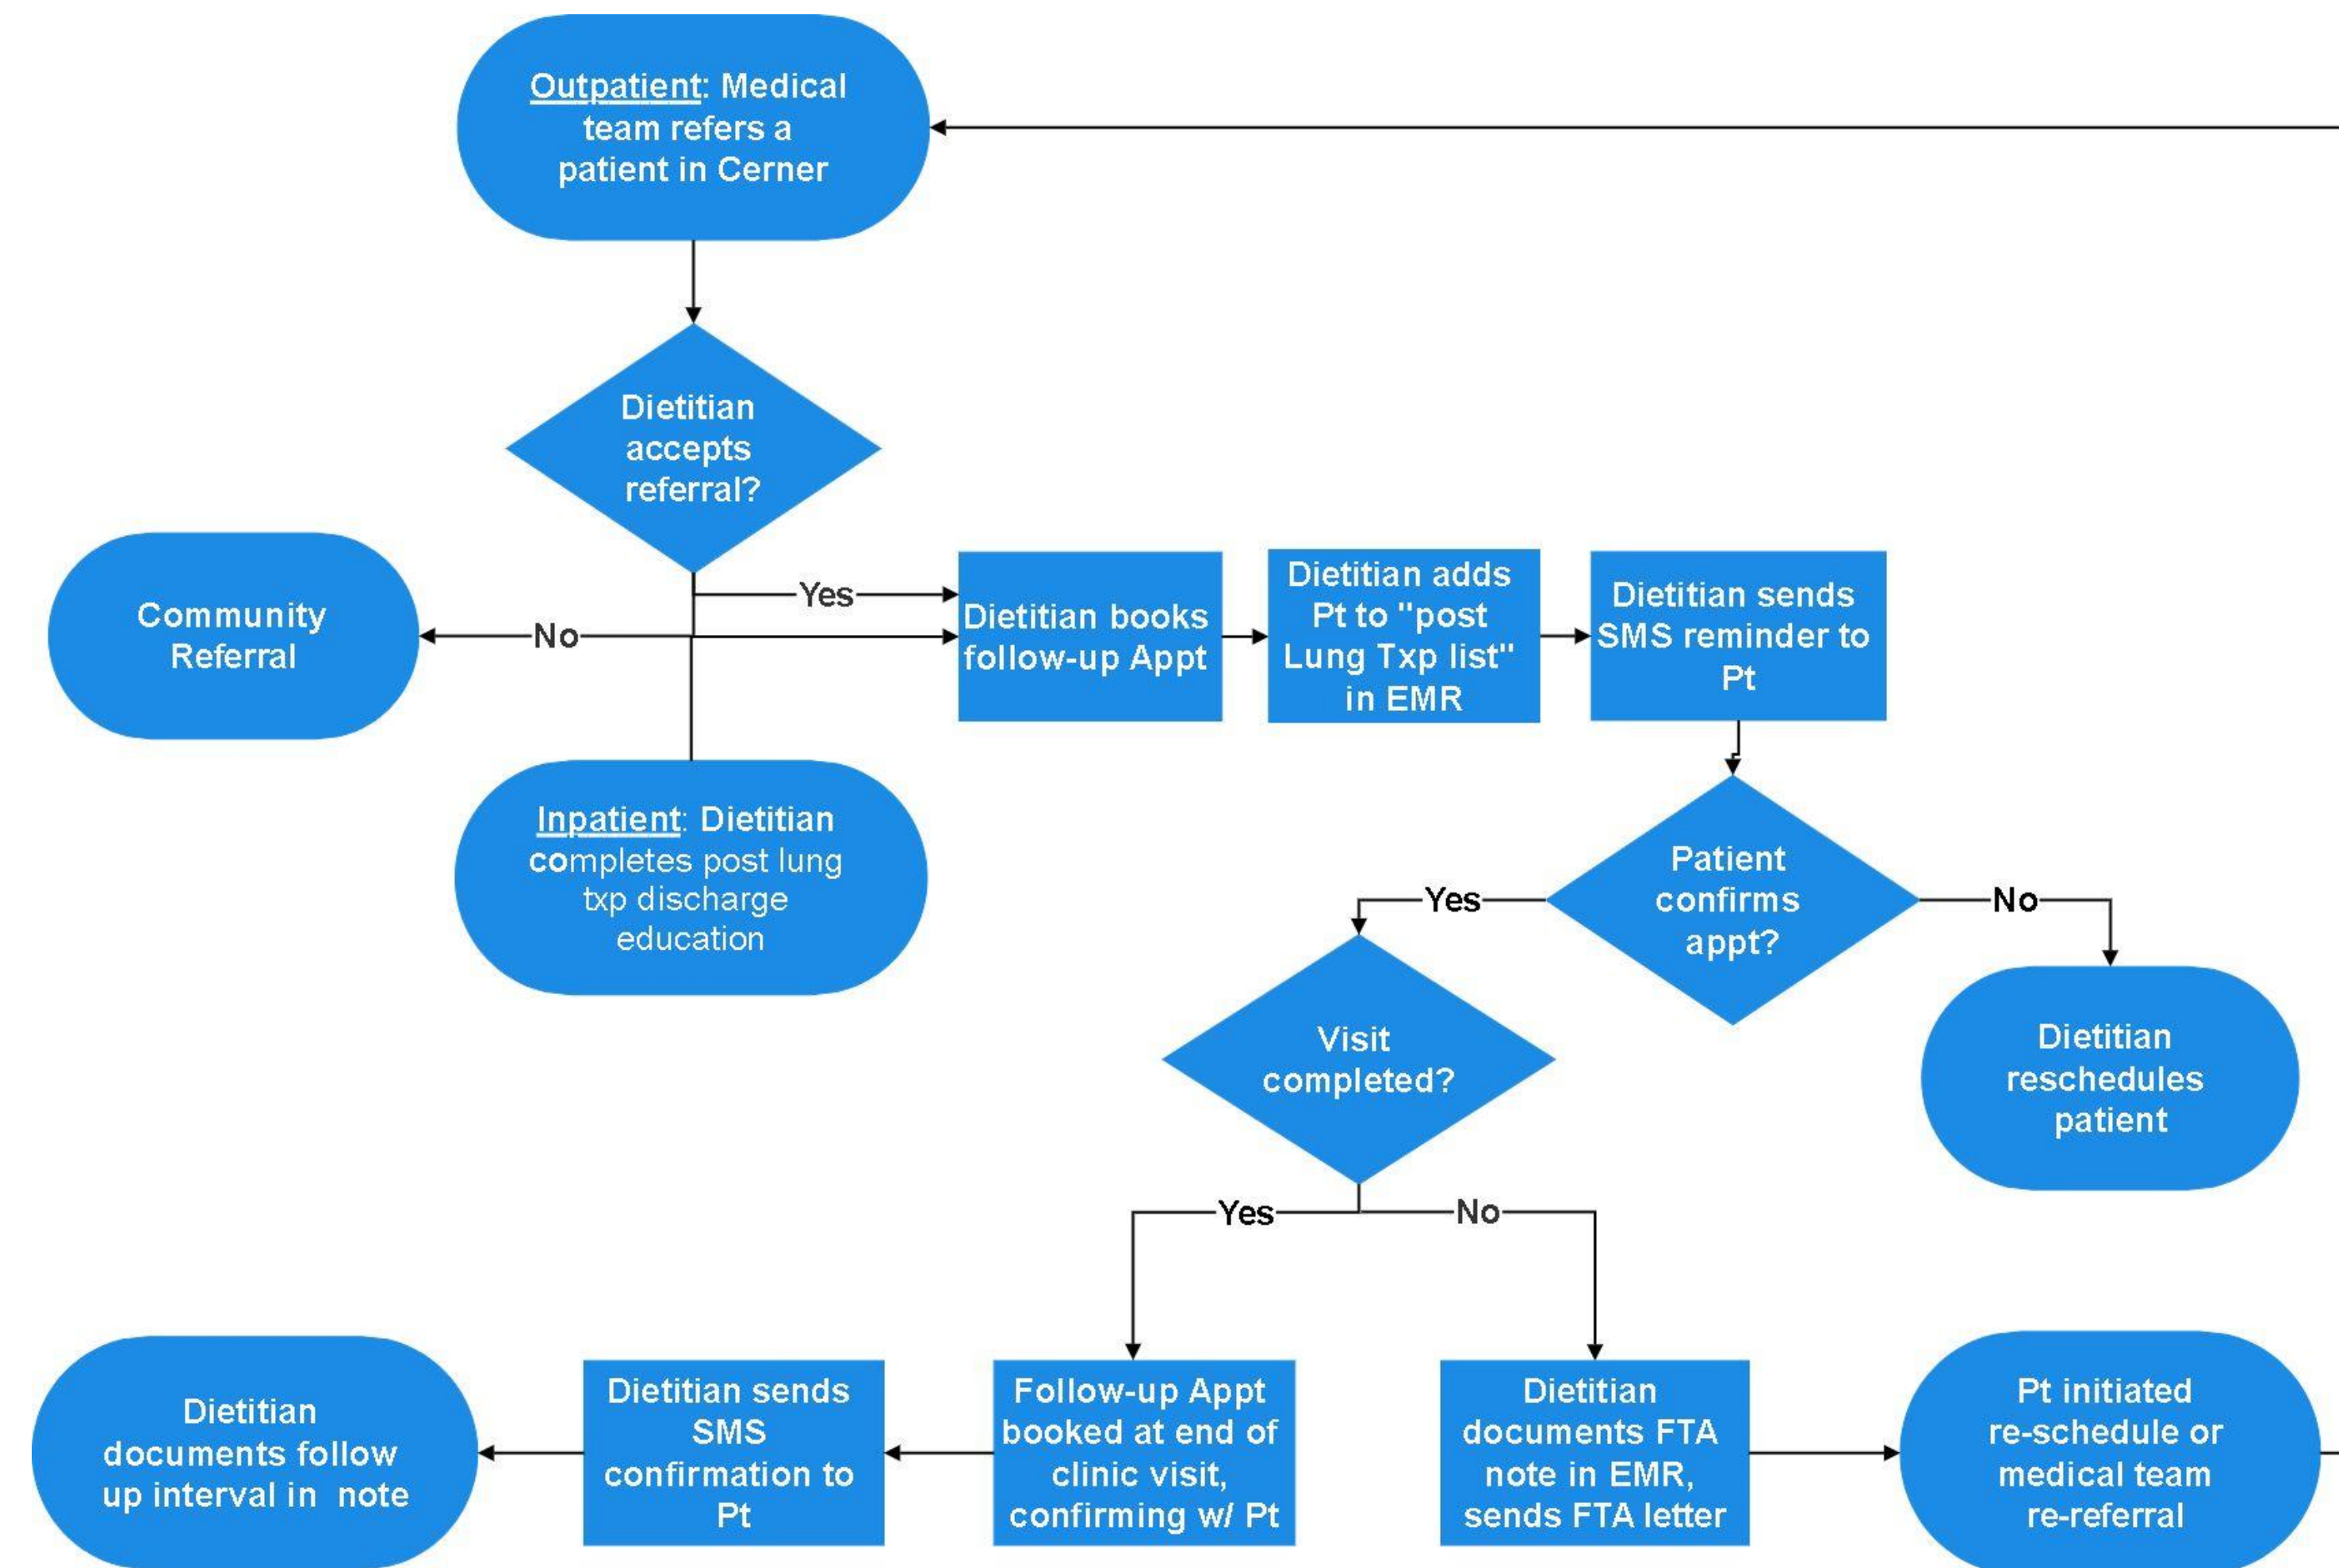 Outpatient: Medical
team refers a
patient in Cerner
Dietitian
accepts
referral?
Yes
No
Community
Referral
Dietitian books
follow-up Appt
Dietitian adds
Pt to "post
Lung Txp list"
in EMR
Dietitian sends
SMS reminder to
Pt
Inpatient: Dietitian
completes post lung
txp discharge
education
Patient
confirms
appt?
Yes
No
Dietitian
reschedules
patient
Visit
completed?
Yes
No
Dietitian
documents follow
up interval in note
Dietitian sends
SMS
confirmation to
Pt
Follow-up Appt
booked at end of
clinic visit,
confirming w/ Pt
Dietitian
documents FTA
note in EMR,
sends FTA letter
Pt initiated
re-schedule or
medical team
re-referral